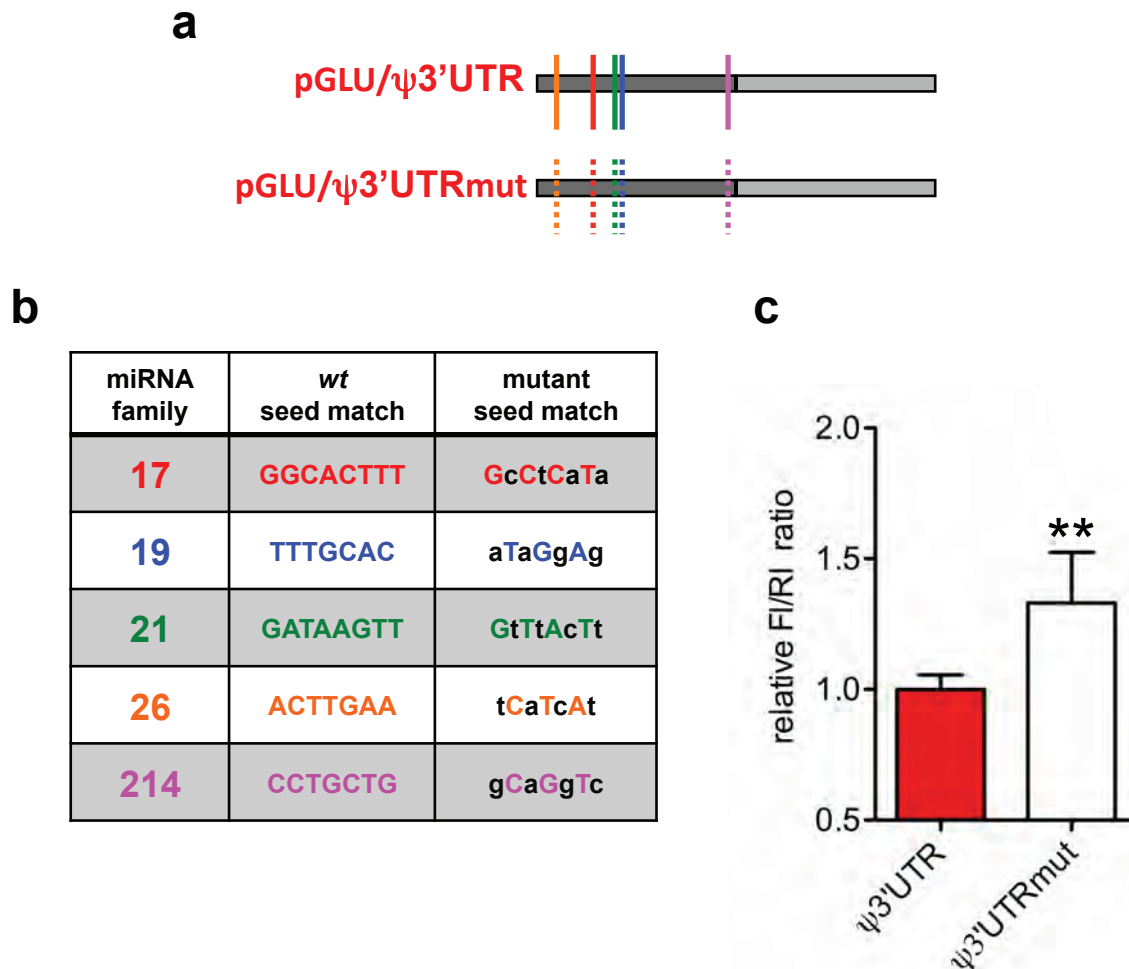 a
pGLU/ψ3'UTR
pGLU/ψ3'UTRmut
b
miRNA family wt seed match mutant seed match
17 GGCACTTT GcCtCaTa
19 TTTGCAC aTaGgAg
21 GATAAGTT GtTtAcTt
26 ACTTGAA tCaTcAt
214 CCTGCTG gCaGgTc
c
relative Fl/Rl ratio
2.0
1.5
1.0
0.5
**
ψ3'UTR
ψ3'UTRmut